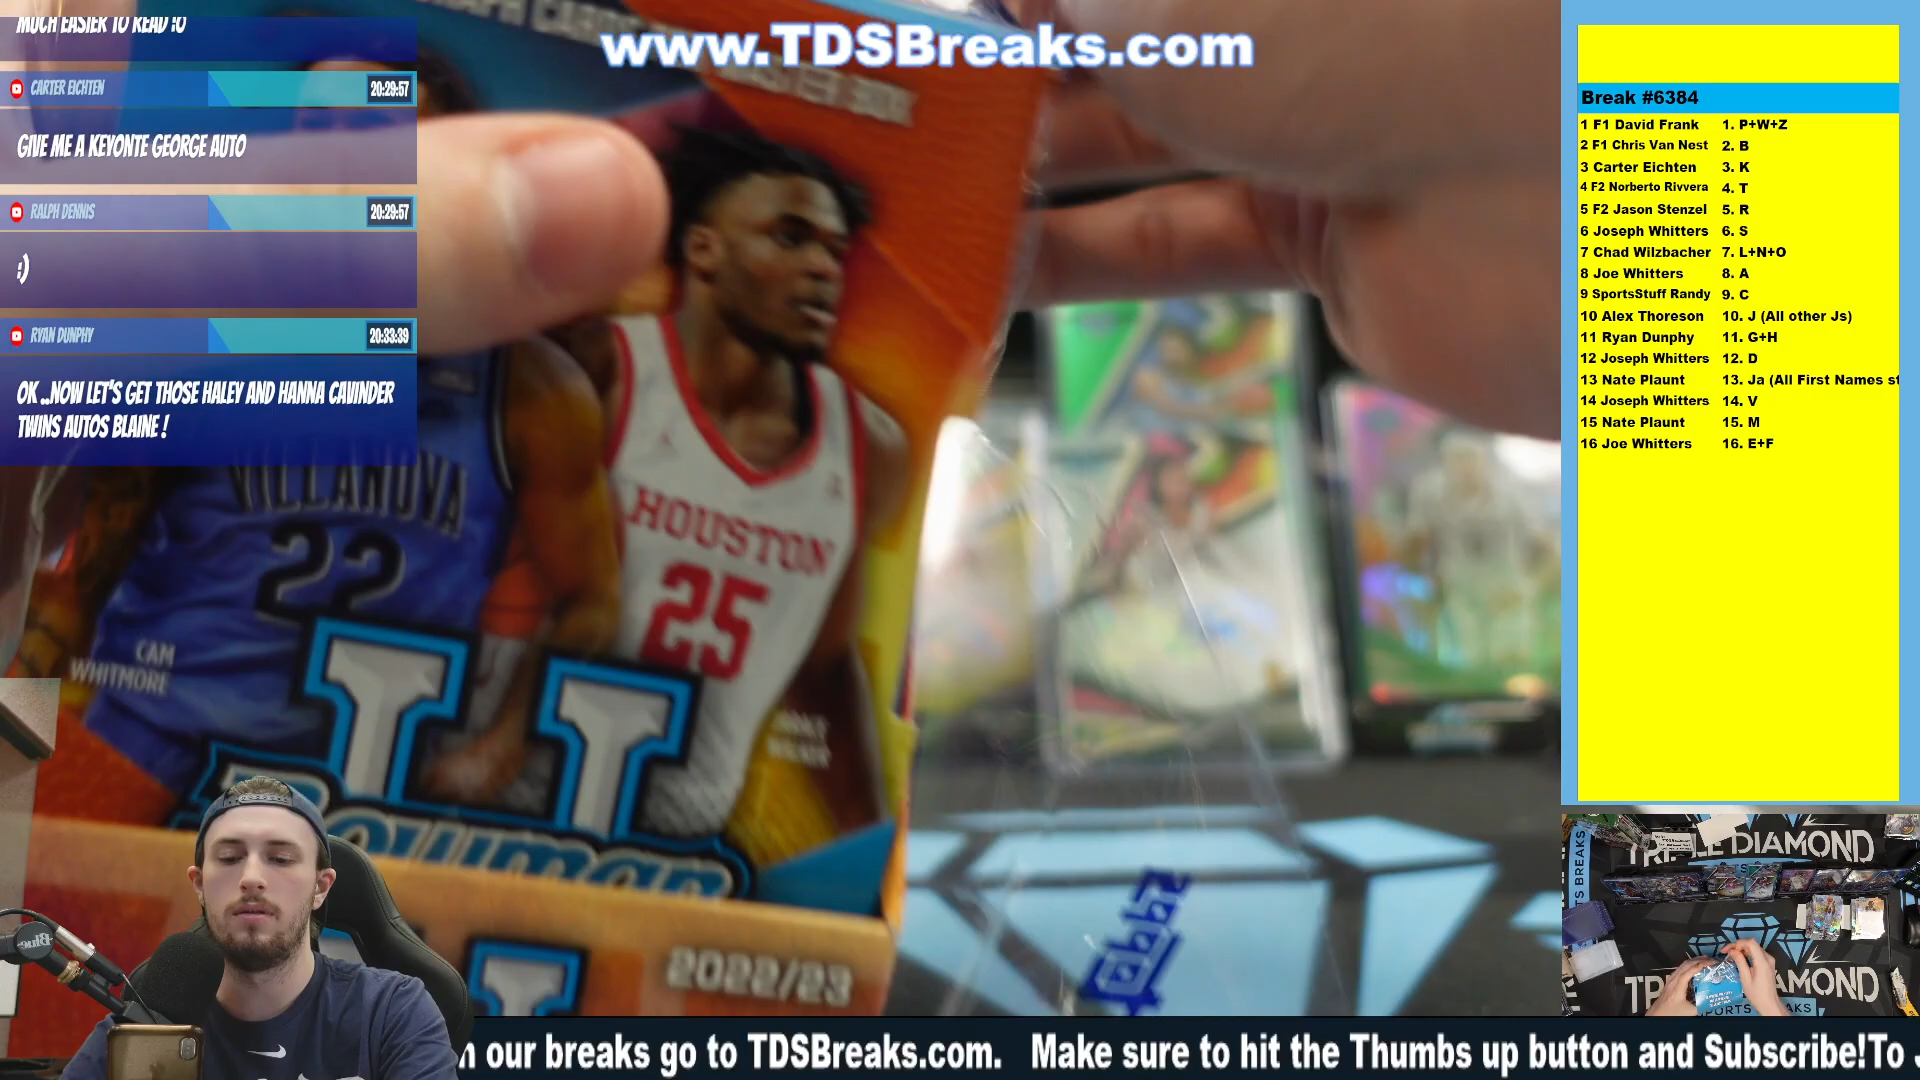 MUCH EASIER TO READ :O
CARTER EICHTEN
20:29:57
GIVE ME A KEYONTE GEORGE AUTO
RALPH DENNIS
20:29:57
:)
RYAN DUNPHY
20:33:39
OK ..NOW LET'S GET THOSE HALEY AND HANNA CAVINDER
TWINS AUTOS BLAINE !
www.TDSBreaks.com
VILLANOVA
22
HOUSTON
25
CAM
WHITMORE
U
Bowman
2022/23
Break #6384
1 F1 David Frank 1. P+W+Z
2 F1 Chris Van Nest 2. B
3 Carter Eichten 3. K
4 F2 Norberto Rivvera 4. T
5 F2 Jason Stenzel 5. R
6 Joseph Whitters 6. S
7 Chad Wilzbacher 7. L+N+O
8 Joe Whitters 8. A
9 SportsStuff Randy 9. C
10 Alex Thoreson 10. J (All other Js)
11 Ryan Dunphy 11. G+H
12 Joseph Whitters 12. D
13 Nate Plaunt 13. Ja (All First Names st
14 Joseph Whitters 14. V
15 Nate Plaunt 15. M
16 Joe Whitters 16. E+F
DIAMOND
BREAKS
DIAMOND
Blue
n our breaks go to TDSBreaks.com. Make sure to hit the Thumbs up button and Subscribe!To